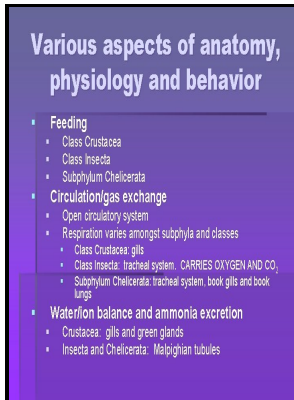 Various aspects of anatomy,
physiology and behavior
Feeding
Class Crustacea
Class Insecta
Subphylum Chelicerata
Circulation/gas exchange
Open circulatory system
Respiration varies amongst subphyla and classes
Class Crustacea: gills
Class Insecta: tracheal system. CARRIES OXYGEN AND CO₂
Subphylum Chelicerata: tracheal system, book gills and book
lungs
Water/ion balance and ammonia excretion
Crustacea: gills and green glands
Insecta and Chelicerata: Malpighian tubules